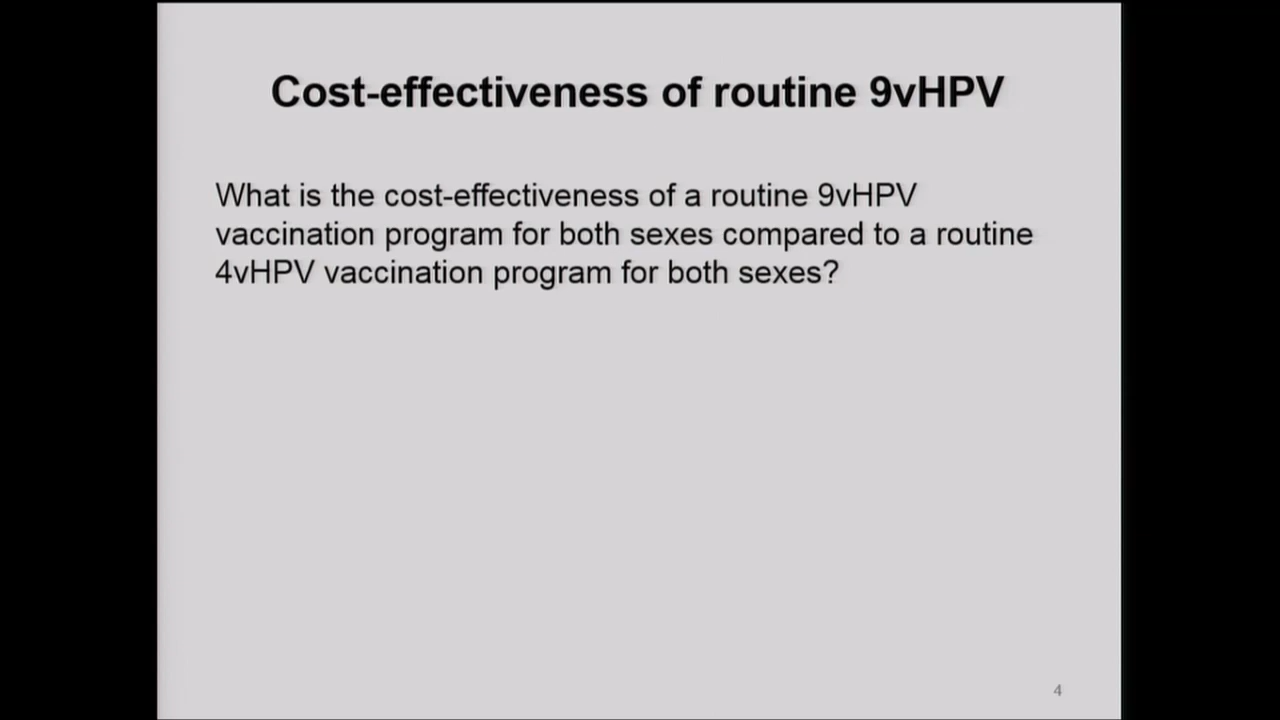 Cost-effectiveness of routine 9vHPV
What is the cost-effectiveness of a routine 9vHPV
vaccination program for both sexes compared to a routine
4vHPV vaccination program for both sexes?
4